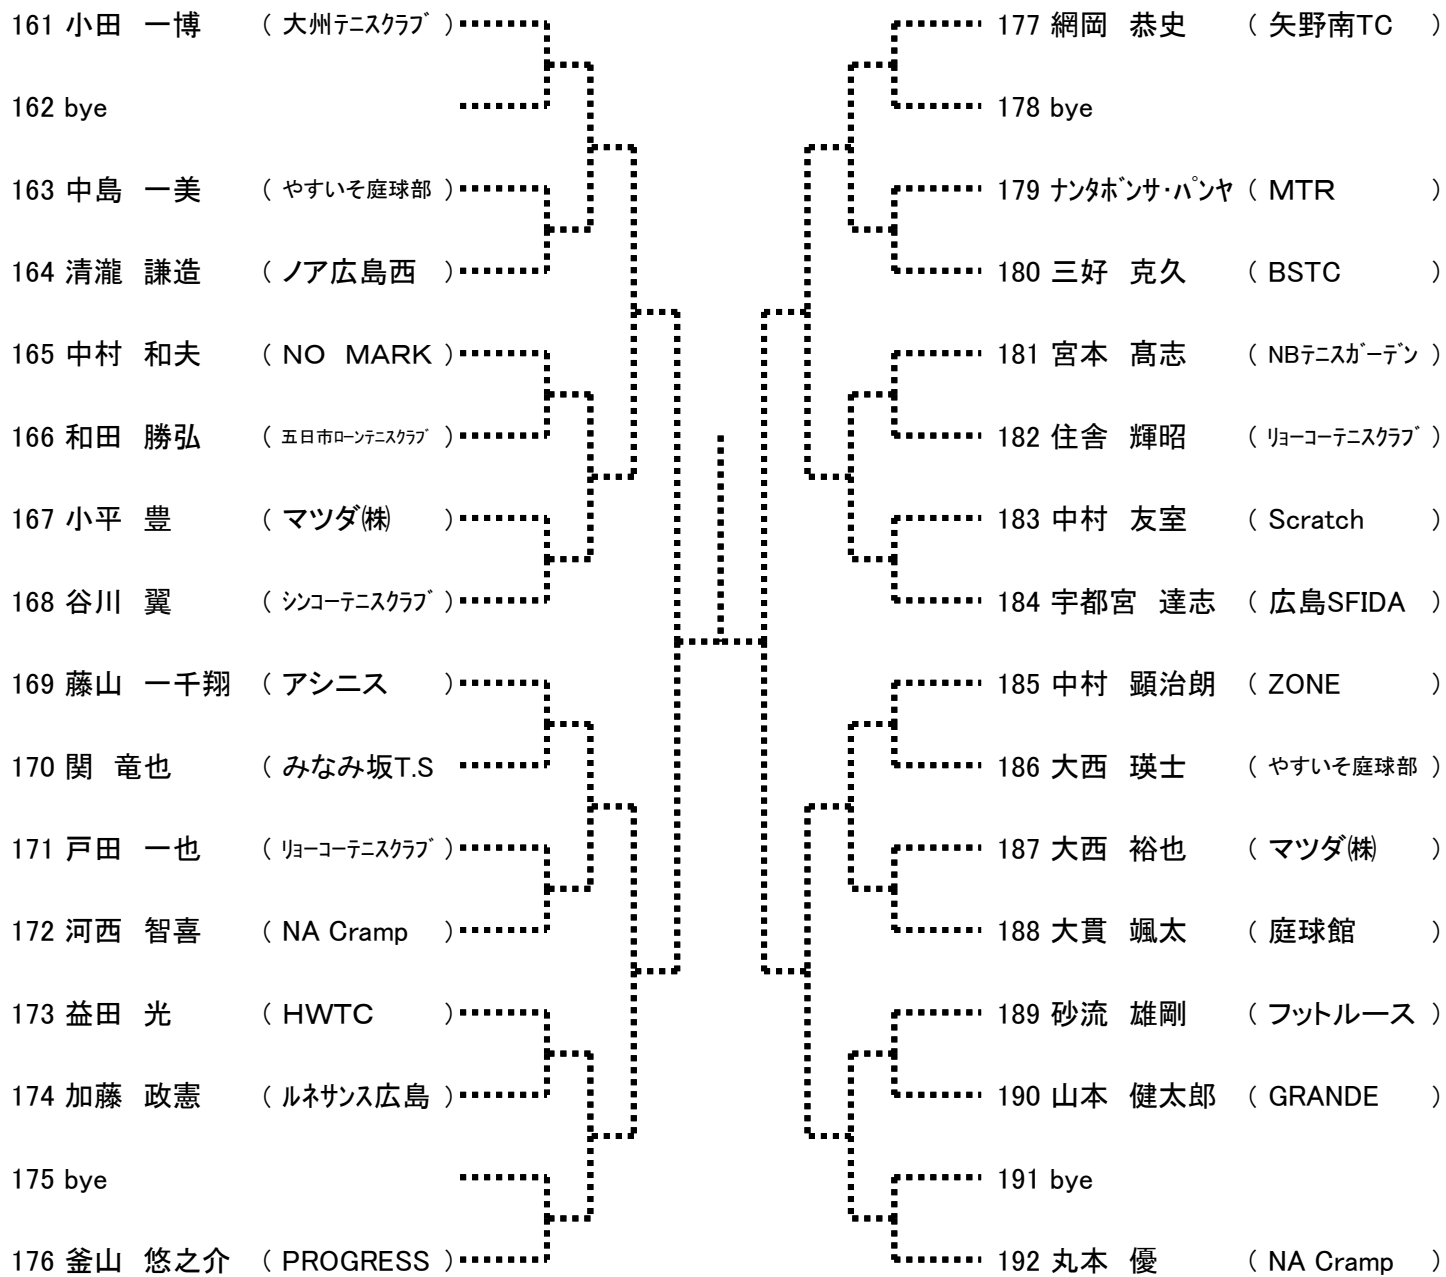 161 小田　一博　（ 大州ﾃﾆｽｸﾗﾌﾞ ）
162 bye
163 中島　一美　（ やすいそ庭球部 ）
164 清瀧　謙造　（ ノア広島西 ）
165 中村　和夫　（ NO　MARK ）
166 和田　勝弘　（ 五日市ﾛｰﾝﾃﾆｽｸﾗﾌﾞ ）
167 小平　豊　（ マツダ㈱ ）
168 谷川　翼　（ ｼﾝｺｰﾃﾆｽｸﾗﾌﾞ ）
169 藤山　一千翔　（ アシニス ）
170 関　竜也　（ みなみ坂T.S
171 戸田　一也　（ ﾘｮｰｺｰﾃﾆｽｸﾗﾌﾞ ）
172 河西　智喜　（ NA Cramp ）
173 益田　光　（ HWTC ）
174 加藤　政憲　（ ﾙﾈｻﾝｽ広島 ）
175 bye
176 釜山　悠之介　（ PROGRESS ）
177 網岡　恭史　（ 矢野南TC ）
178 bye
179 ﾅﾝﾀﾎﾞﾝｻ･ﾊﾟﾝﾔ （ MTR ）
180 三好　克久　（ BSTC ）
181 宮本　髙志　（ NBﾃﾆｽｶﾞｰﾃﾞﾝ ）
182 住舎　輝昭　（ ﾘｮｰｺｰﾃﾆｽｸﾗﾌﾞ ）
183 中村　友室　（ Scratch ）
184 宇都宮　達志　（ 広島SFIDA ）
185 中村　顕治朗　（ ZONE ）
186 大西　瑛士　（ やすいそ庭球部 ）
187 大西　裕也　（ マツダ㈱ ）
188 大貫　颯太　（ 庭球館 ）
189 砂流　雄剛　（ フットルース ）
190 山本　健太郎　（ GRANDE ）
191 bye
192 丸本　優　（ NA Cramp ）